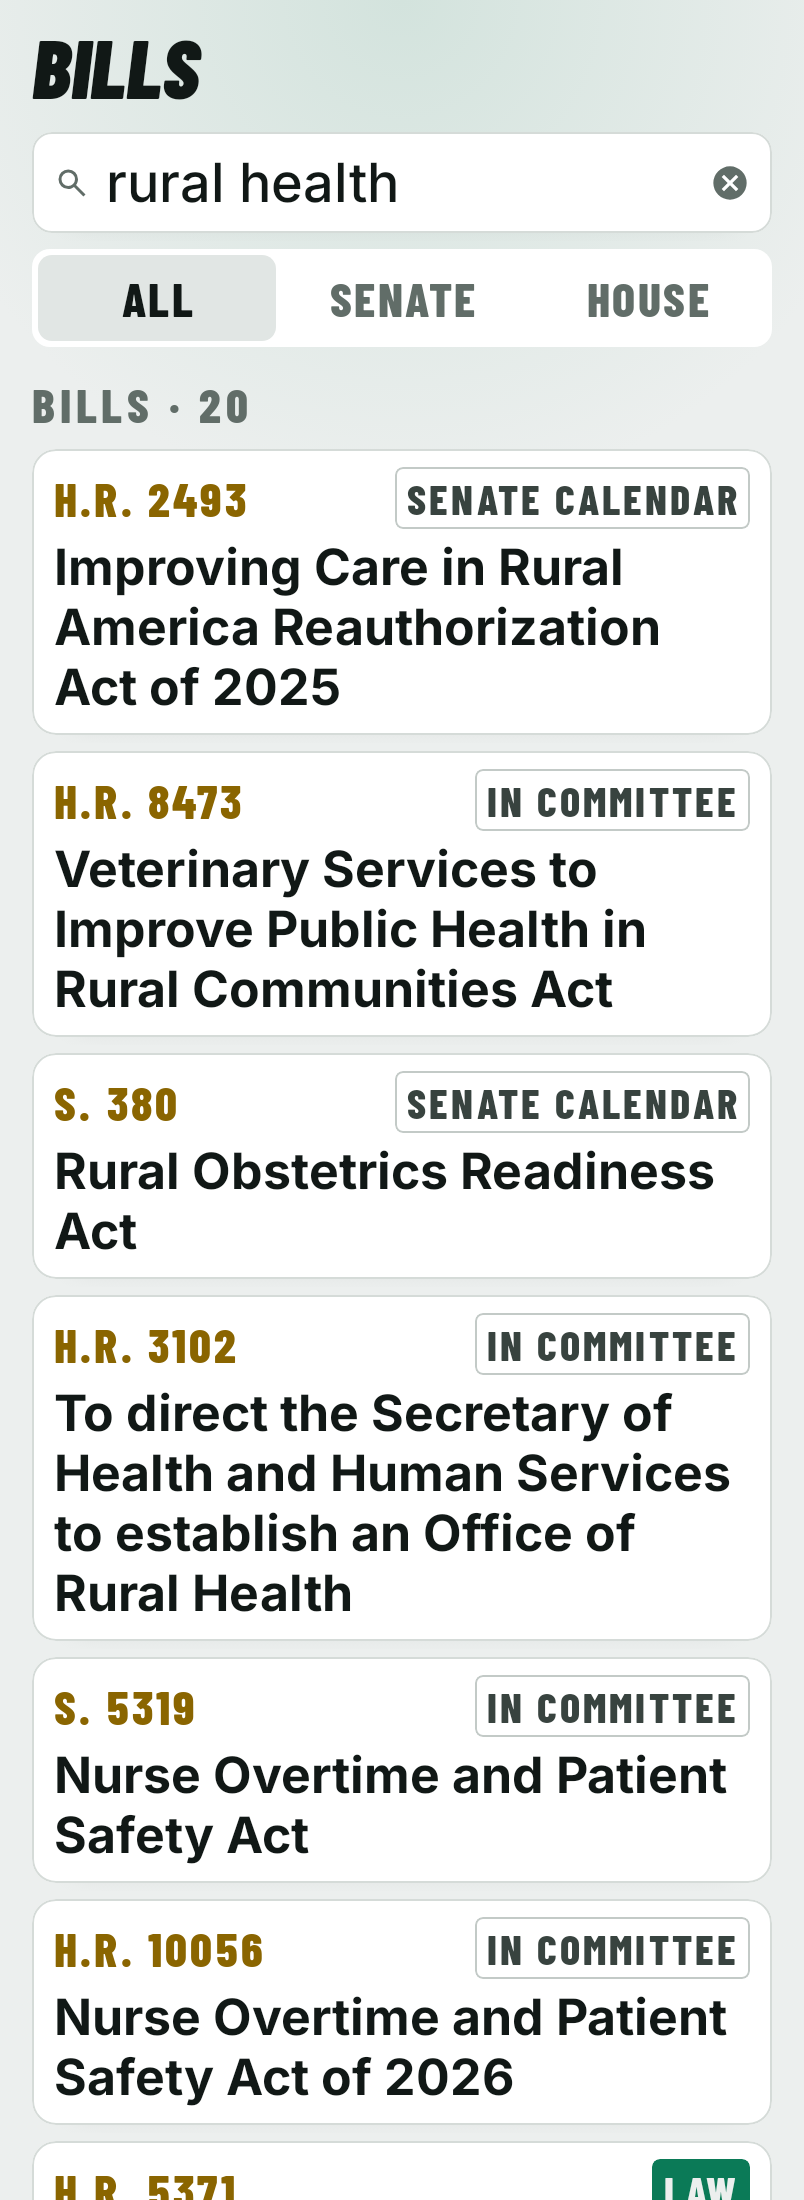 BILLS
rural health
ALL
SENATE
HOUSE
BILLS · 20
H.R. 2493
SENATE CALENDAR
Improving Care in Rural
America Reauthorization
Act of 2025
H.R. 8473
IN COMMITTEE
Veterinary Services to
Improve Public Health in
Rural Communities Act
S. 380
SENATE CALENDAR
Rural Obstetrics Readiness
Act
H.R. 3102
IN COMMITTEE
To direct the Secretary of
Health and Human Services
to establish an Office of
Rural Health
S. 5319
IN COMMITTEE
Nurse Overtime and Patient
Safety Act
H.R. 10056
IN COMMITTEE
Nurse Overtime and Patient
Safety Act of 2026
H.R. 5371
LAW